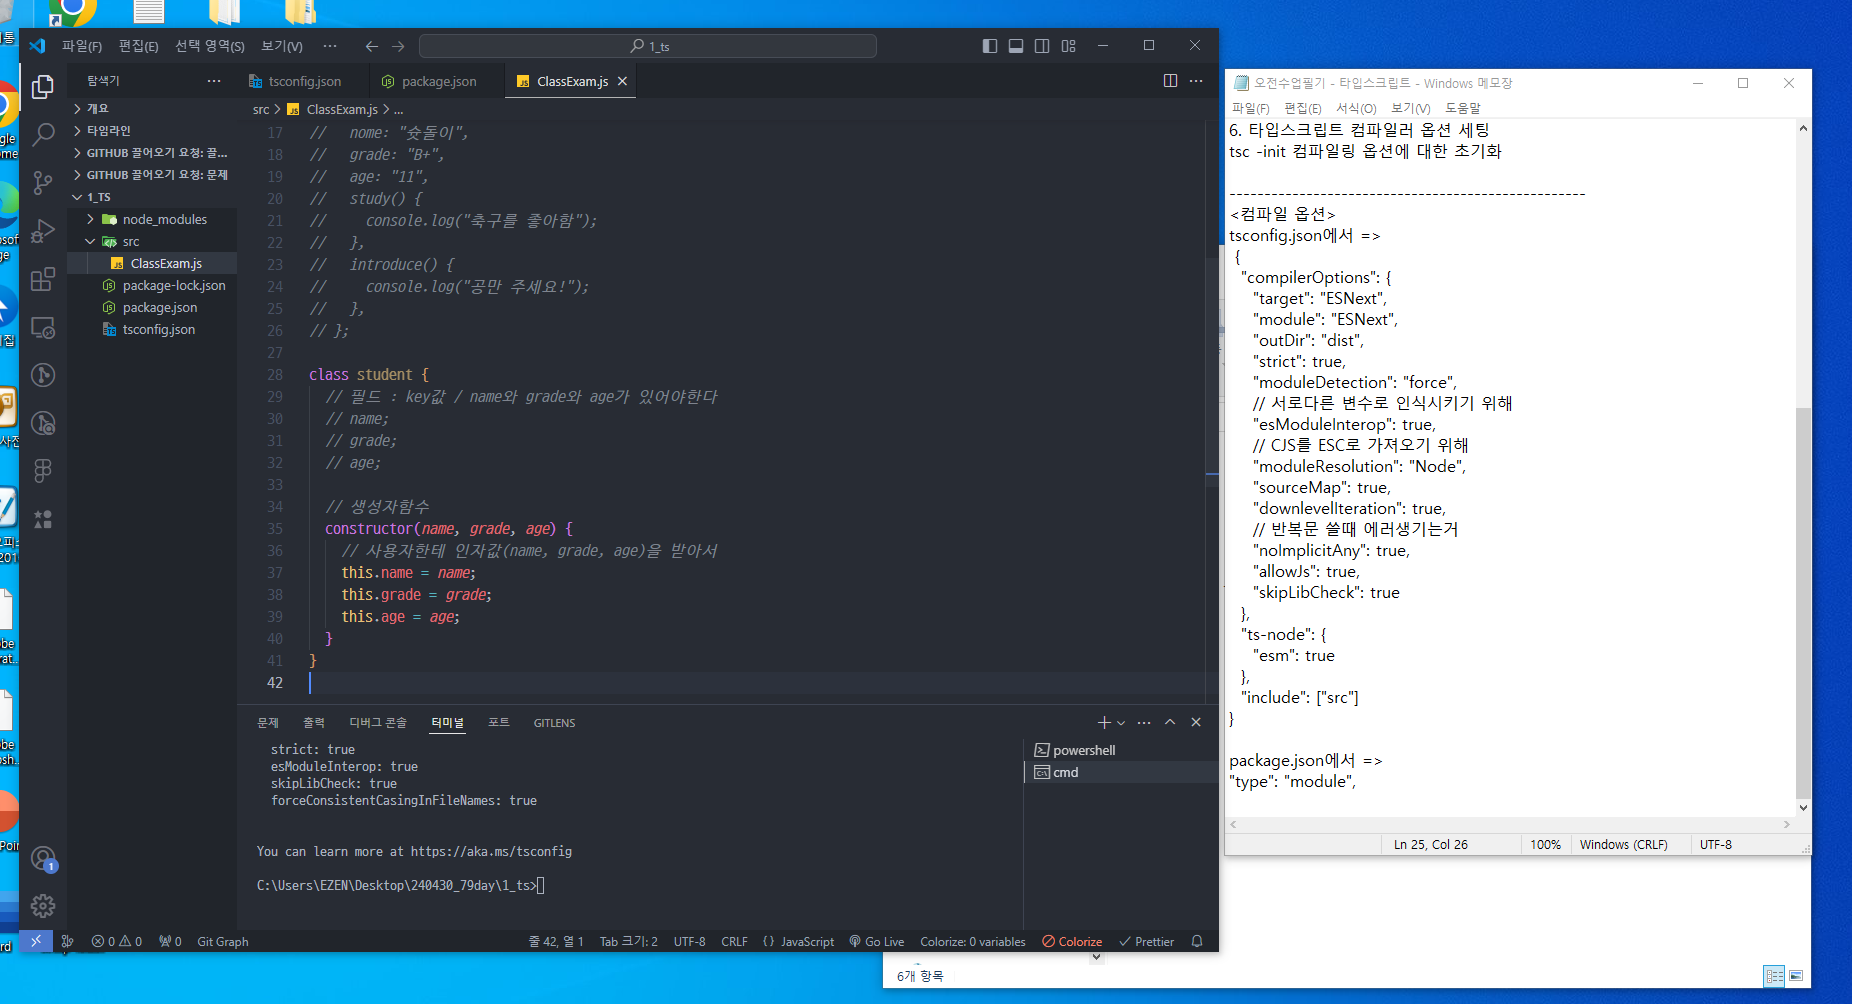 파일(F) 편집(E) 선택 영역(S) 보기(V) ··· 1_ts
탐색기 ···
개요
타임라인
GITHUB 끌어오기 요청: 끌...
GITHUB 끌어오기 요청: 문제
1_TS
node_modules
src
ClassExam.js
package-lock.json
package.json
tsconfig.json
tsconfig.json package.json ClassExam.js
src > ClassExam.js > ...
17 // nome: "숏돌이",
18 // grade: "B+",
19 // age: "11",
20 // study() {
21 // console.log("축구를 좋아함");
22 // },
23 // introduce() {
24 // console.log("공만 주세요!");
25 // },
26 // };
27
28 class student {
29 // 필드 : key값 / name와 grade와 age가 있어야한다
30 // name;
31 // grade;
32 // age;
33
34 // 생성자함수
35 constructor(name, grade, age) {
36 // 사용자한테 인자값(name, grade, age)을 받아서
37 this.name = name;
38 this.grade = grade;
39 this.age = age;
40 }
41 }
42
문제 출력 디버그 콘솔 터미널 포트 GITLENS
strict: true
esModuleInterop: true
skipLibCheck: true
forceConsistentCasingInFileNames: true
You can learn more at https://aka.ms/tsconfig
C:\Users\EZEN\Desktop\240430_79day\1_ts>
powershell
cmd
1
0 0 0 Git Graph 줄 42, 열 1 Tab 크기: 2 UTF-8 CRLF {} JavaScript Go Live Colorize: 0 variables Colorize Prettier
오전수업필기 - 타입스크립트 - Windows 메모장
파일(F) 편집(E) 서식(O) 보기(V) 도움말
6. 타입스크립트 컴파일러 옵션 세팅
tsc -init 컴파일링 옵션에 대한 초기화
---------------------------------------------------
<컴파일 옵션>
tsconfig.json에서 =>
{
"compilerOptions": {
"target": "ESNext",
"module": "ESNext",
"outDir": "dist",
"strict": true,
"moduleDetection": "force",
// 서로다른 변수로 인식시키기 위해
"esModuleInterop": true,
// CJS를 ESC로 가져오기 위해
"moduleResolution": "Node",
"sourceMap": true,
"downlevelIteration": true,
// 반복문 쓸때 에러생기는거
"noImplicitAny": true,
"allowJs": true,
"skipLibCheck": true
},
"ts-node": {
"esm": true
},
"include": ["src"]
}
package.json에서 =>
"type": "module",
Ln 25, Col 26 100% Windows (CRLF) UTF-8
6개 항목